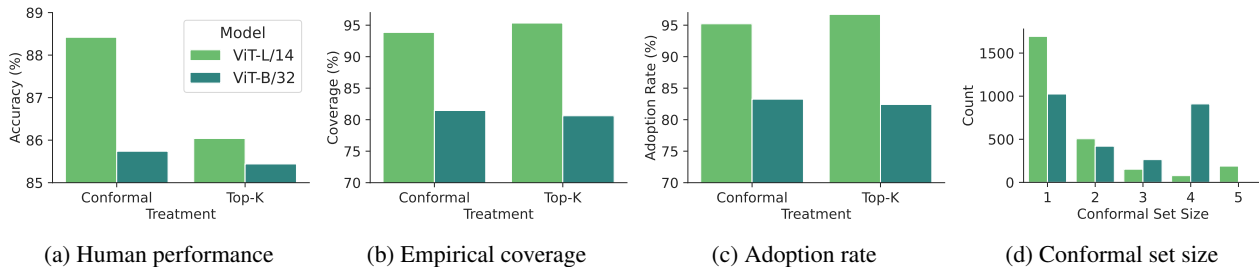 89
88
87
86
85
Accuracy (%)
Model
ViT-L/14
ViT-B/32
Conformal
Top-K
Treatment
(a) Human performance
95
90
85
80
75
70
Coverage (%)
Conformal
Top-K
Treatment
(b) Empirical coverage
95
90
85
80
75
70
Adoption Rate (%)
Conformal
Top-K
Treatment
(c) Adoption rate
1500
1000
500
0
Count
1 2 3 4 5
Conformal Set Size
(d) Conformal set size